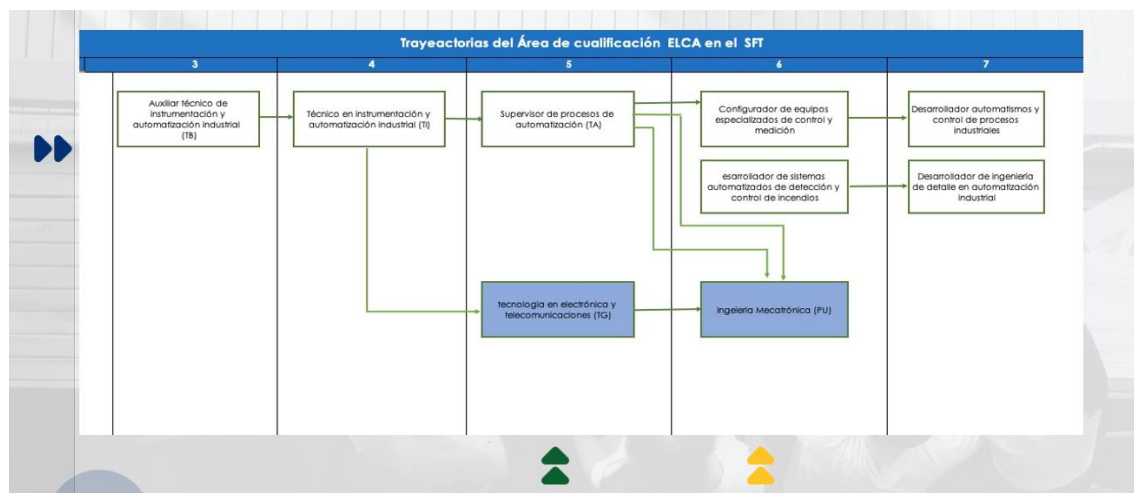 Trayeactorias del Área de cualificación ELCA en el SFT
3
4
5
6
7
Auxiliar técnico de
instrumentación y
automatización industrial
(TB)
Técnico en instrumentación y
automatización industrial (TI)
Supervisor de procesos de
automatización (TA)
Configurador de equipos
especializados de control y
medición
Desarrollador automatismos y
control de procesos
industriales
esarrollador de sistemas
automatizados de detección y
control de incendios
Desarrollador de ingeniería
de detalle en automatización
industrial
tecnología en electrónica y
telecomunicaciones (TG)
Ingeieria Mecatrónica (PU)